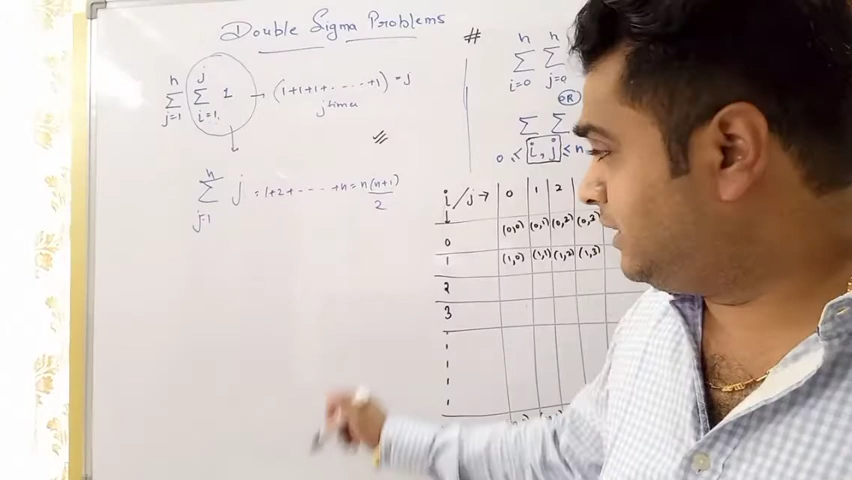 Double Sigma Problems
n j
∑ ∑ 1 → (1+1+1+.......+1) = j
j=1 i=1
j times
n
∑ j = 1+2+-----+n = n(n+1)
j=1 2
#
n n
∑ ∑
i=0 j=0
OR
∑ ∑
0 ≤ i, j ≤ n
i/j → 0 1 2
0 (0,0) (0,1) (0,2) (0,3)
1 (1,0) (1,1) (1,2) (1,3)
2
3